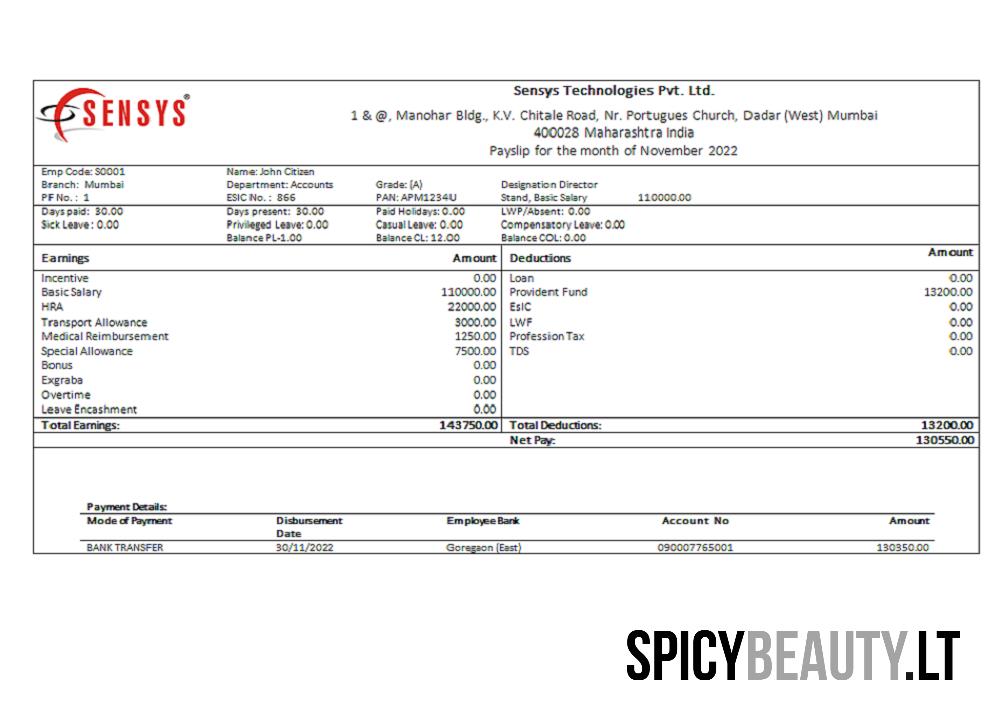 SENSYS®
Sensys Technologies Pvt. Ltd.
1 & @, Manohar Bldg., K.V. Chitale Road, Nr. Portugues Church, Dadar (West) Mumbai
400028 Maharashtra India
Payslip for the month of November 2022
Emp Code: S0001 Name: John Citizen
Branch: Mumbai Department: Accounts Grade: (A) Designation Director
PF No. : 1 ESIC No. : 866 PAN: APM1234U Stand, Basic Salary 110000.00
Days paid: 30.00 Days present: 30.00 Paid Holidays: 0.00 LWP/Absent: 0.00
Sick Leave : 0.00 Privileged Leave: 0.00 Casual Leave: 0.00 Compensatory Leave: 0.00
Balance PL-1.00 Balance CL: 12.00 Balance COL: 0.00
Earnings Amount Deductions Amount
Incentive 0.00 Loan 0.00
Basic Salary 110000.00 Provident Fund 13200.00
HRA 22000.00 EsIC 0.00
Transport Allowance 3000.00 LWF 0.00
Medical Reimbursement 1250.00 Profession Tax 0.00
Special Allowance 7500.00 TDS 0.00
Bonus 0.00
Exgraba 0.00
Overtime 0.00
Leave Encashment 0.00
Total Earnings: 143750.00 Total Deductions: 13200.00
Net Pay: 130550.00
Payment Details:
Mode of Payment Disbursement Employee Bank Account No Amount
Date
BANK TRANSFER 30/11/2022 Goregaon (East) 090007765001 130350.00
SPICYBEAUTY.LT